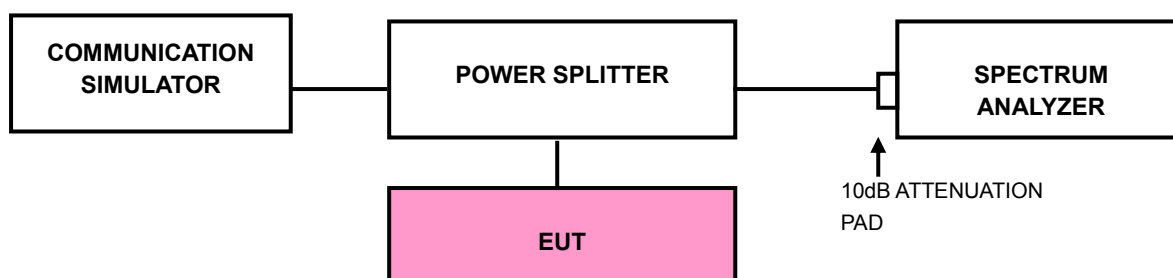 COMMUNICATION
SIMULATOR
POWER SPLITTER
SPECTRUM
ANALYZER
10dB ATTENUATION
PAD
EUT